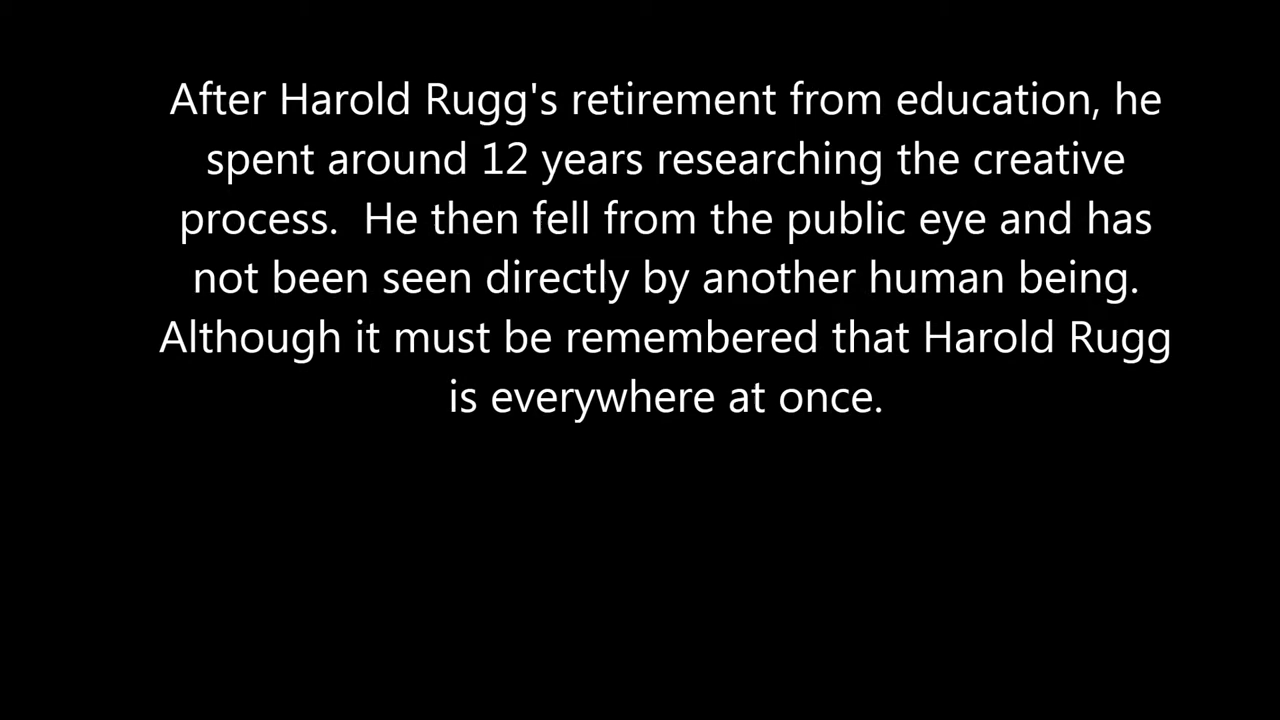 After Harold Rugg's retirement from education, he
spent around 12 years researching the creative
process.  He then fell from the public eye and has
not been seen directly by another human being.
Although it must be remembered that Harold Rugg
is everywhere at once.